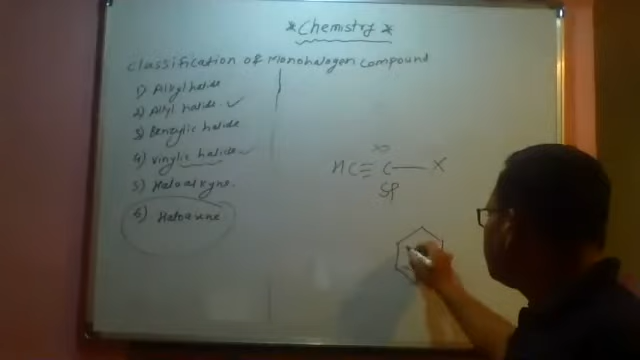 *Chemistry*
Classification of Monohalogen Compound
1) Alkyl halide
2) Allyl halide ✓
3) Benzylic halide
4) Vinylic halide ✓
5) Haloalkyne.
6) Haloarene.
HC≡C—X
SP